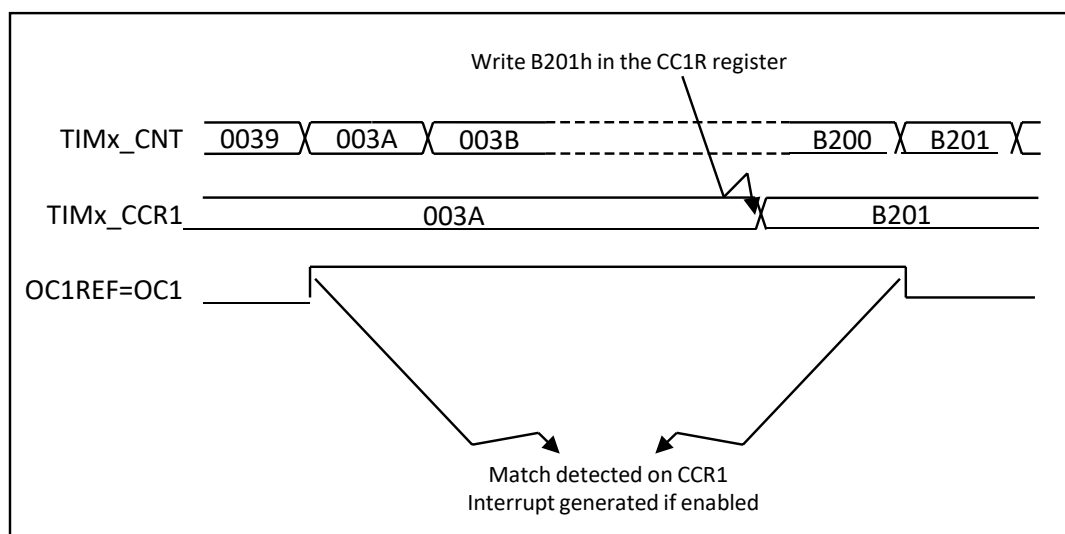 Write B201h in the CC1R register
TIMx_CNT 0039 003A 003B B200 B201
TIMx_CCR1 003A B201
OC1REF=OC1
Match detected on CCR1
Interrupt generated if enabled